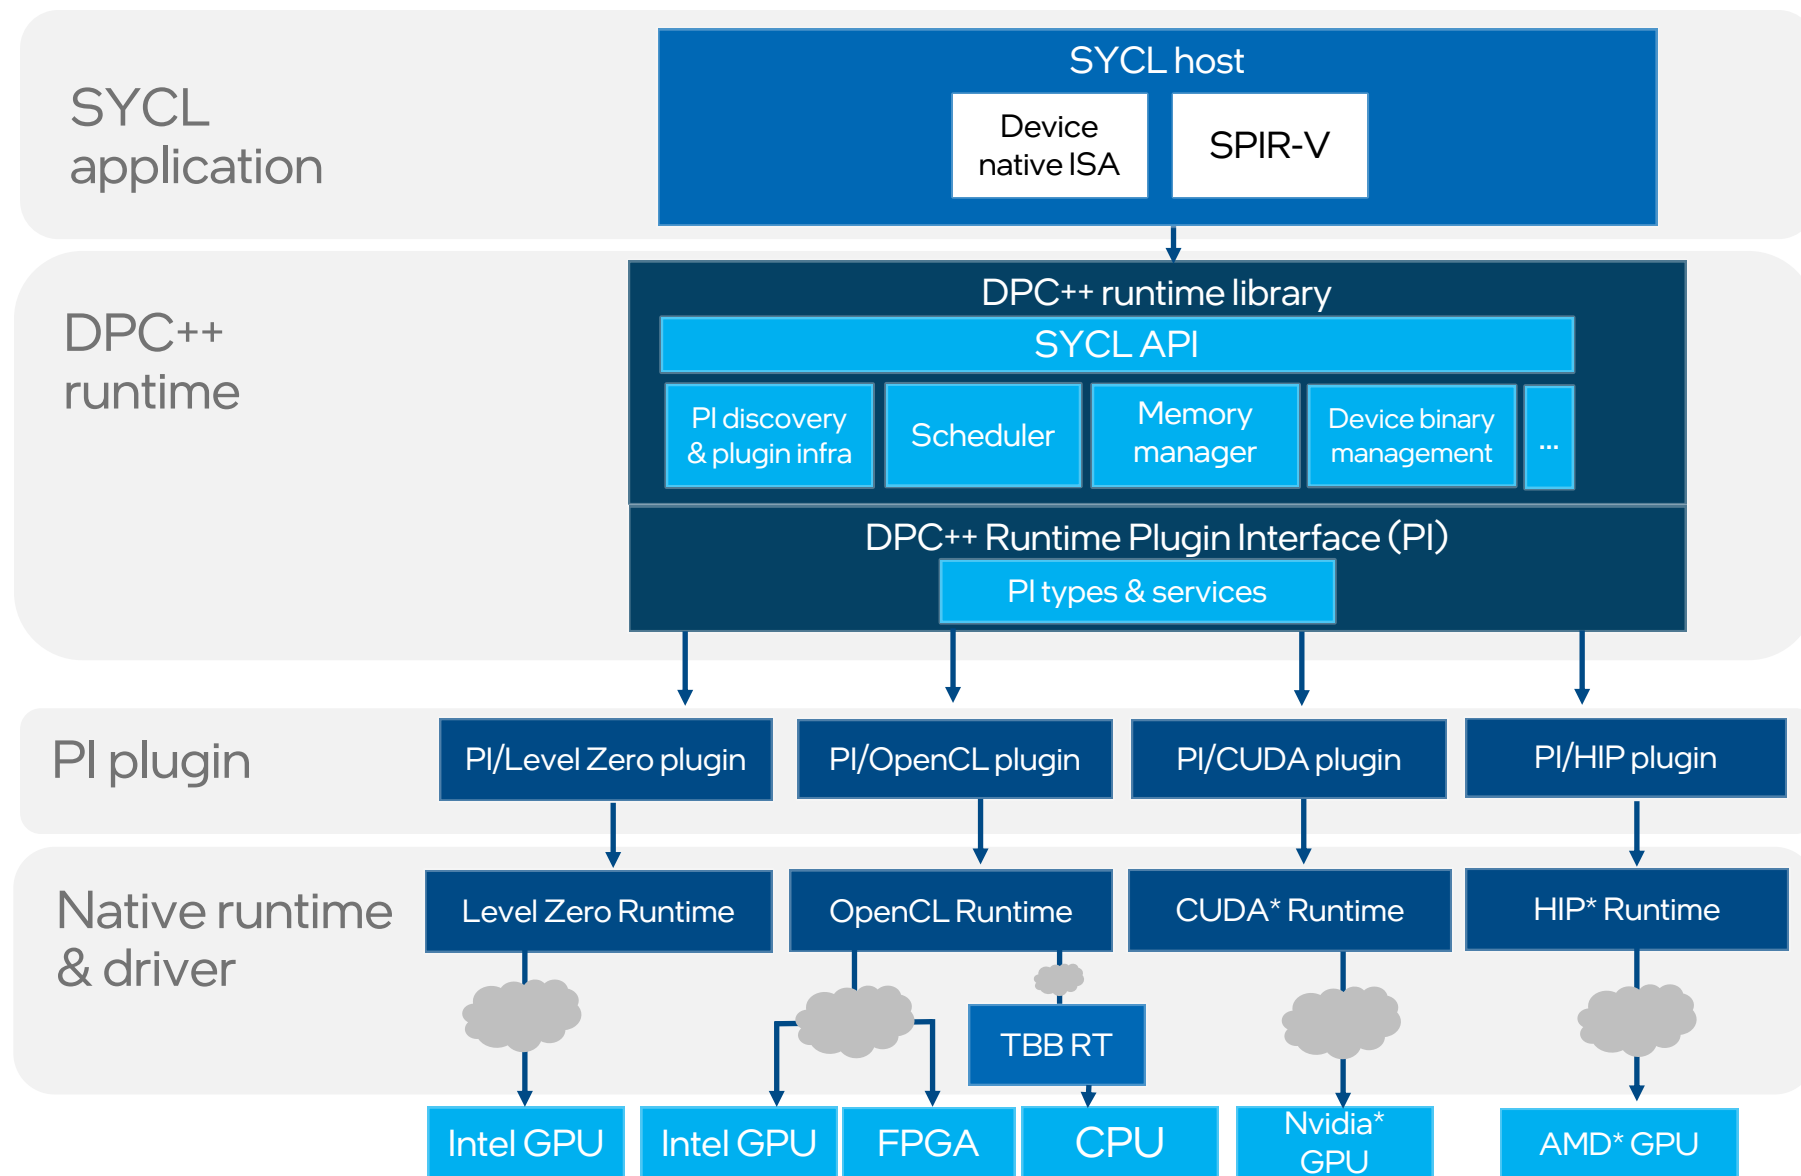 SYCL
application
SYCL host
Device
native ISA
SPIR-V
DPC++
runtime
DPC++ runtime library
SYCL API
PI discovery
& plugin infra
Scheduler
Memory
manager
Device binary
management
...
DPC++ Runtime Plugin Interface (PI)
PI types & services
PI plugin
PI/Level Zero plugin
PI/OpenCL plugin
PI/CUDA plugin
PI/HIP plugin
Native runtime
& driver
Level Zero Runtime
OpenCL Runtime
CUDA* Runtime
HIP* Runtime
TBB RT
Intel GPU
Intel GPU
FPGA
CPU
Nvidia*
GPU
AMD* GPU